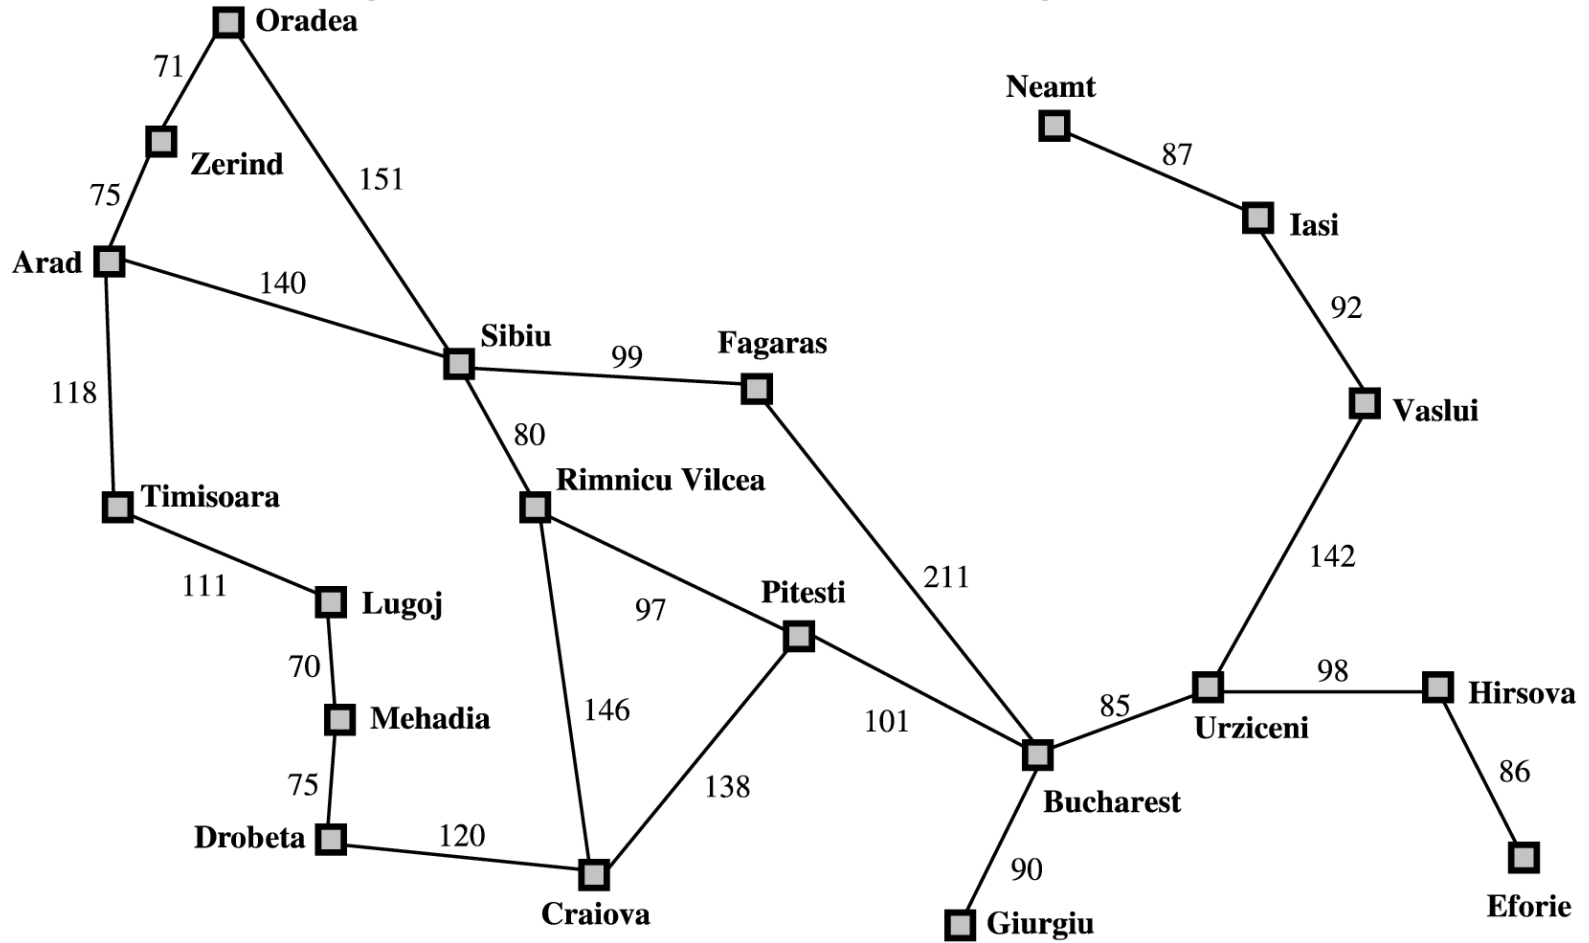 Oradea
71
Neamt
87
Zerind
151
75
Iasi
Arad
140
92
Sibiu
Fagaras
99
118
Vaslui
80
Rimnicu Vilcea
Timisoara
142
211
111
Lugoj
97
Pitesti
70
98
Hirsova
Mehadia
146
101
85
Urziceni
86
75
138
Bucharest
Drobeta
120
90
Craiova
Giurgiu
Eforie